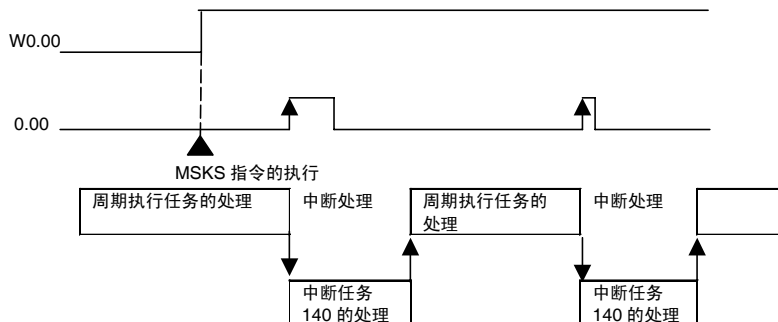 W0.00
0.00
MSKS 指令的执行
周期执行任务的处理
中断处理
周期执行任务的
处理
中断处理
中断任务
140 的处理
中断任务
140 的处理